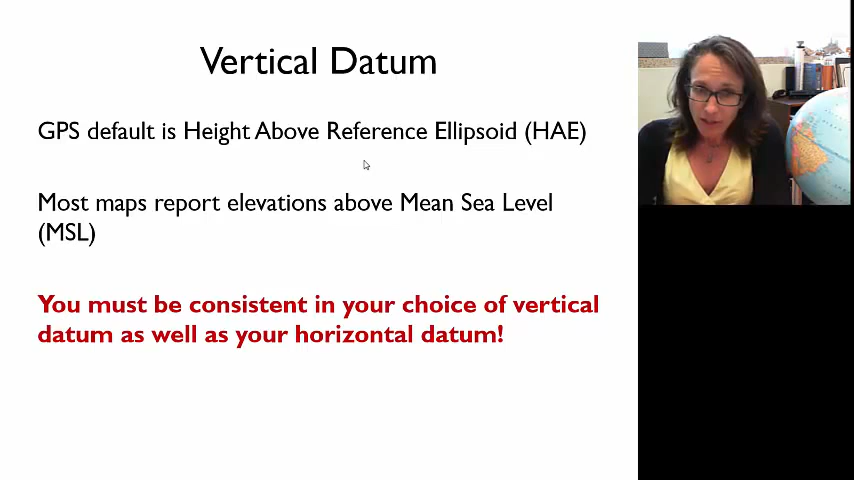 Vertical Datum
GPS default is Height Above Reference Ellipsoid (HAE)
Most maps report elevations above Mean Sea Level
(MSL)
You must be consistent in your choice of vertical
datum as well as your horizontal datum!